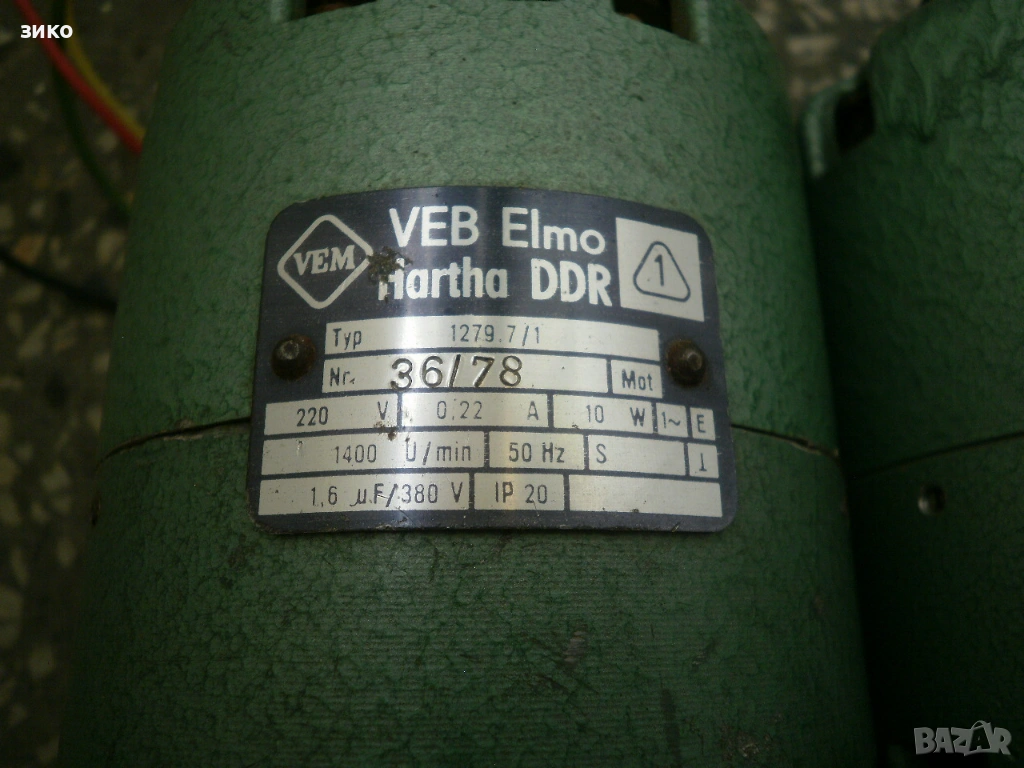 зико
VEM
VEB Elmo
Hartha DDR
1
Typ 1279.7/1
Nr. 36/78 Mot
220 V 0,22 A 10 W 1~ E
1400 U/min 50 Hz S ⊥
1,6 µF/380 V IP 20
BAZAR